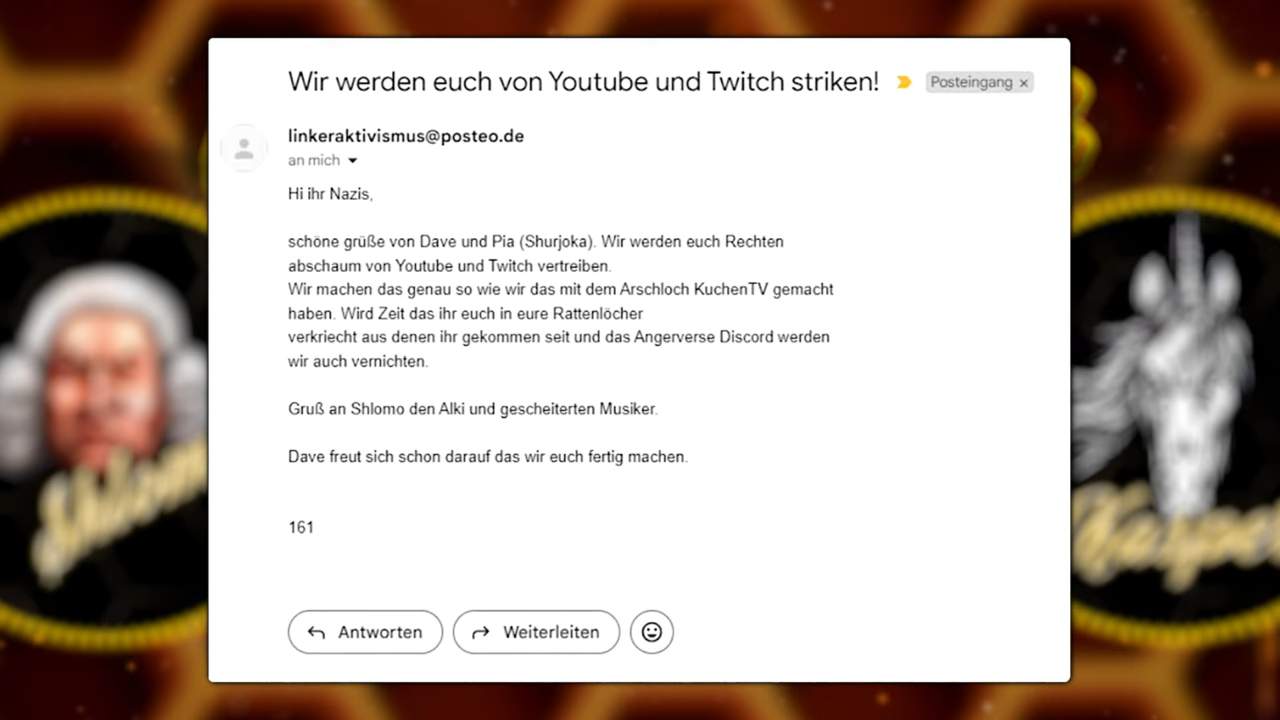 Wir werden euch von Youtube und Twitch striken!
Posteingang ×
linkeraktivismus@posteo.de
an mich
Hi ihr Nazis,
schöne grüße von Dave und Pia (Shurjoka). Wir werden euch Rechten
abschaum von Youtube und Twitch vertreiben.
Wir machen das genau so wie wir das mit dem Arschloch KuchenTV gemacht
haben. Wird Zeit das ihr euch in eure Rattenlöcher
verkriecht aus denen ihr gekommen seit und das Angerverse Discord werden
wir auch vernichten.
Gruß an Shlomo den Alki und gescheiterten Musiker.
Dave freut sich schon darauf das wir euch fertig machen.
161
Antworten
Weiterleiten